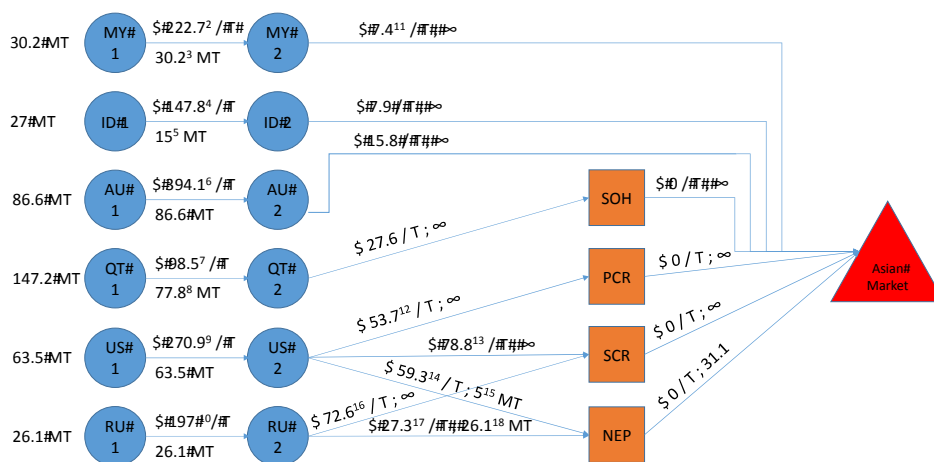 30.2#MT
MY#
1
$#222.7² /#T#
30.2³ MT
MY#
2
$#7.4¹¹ /#T;##∞
27#MT
ID#1
$#147.8⁴ /#T
15⁵ MT
ID#2
$#7.9#/#T;##∞
$#15.8#/#T;#∞
86.6#MT
AU#
1
$#394.1⁶ /#T
86.6#MT
AU#
2
SOH
$#0 /#T;##∞
147.2#MT
QT#
1
$#98.5⁷ /#T
77.8⁸ MT
QT#
2
$ 27.6 / T ; ∞
PCR
$ 0 / T ; ∞
Asian#
Market
63.5#MT
US#
1
$#270.9⁹ /#T
63.5#MT
US#
2
$ 53.7¹² / T ; ∞
$#78.8¹³ /#T;##∞
$ 59.3¹⁴ / T ; 5¹⁵ MT
SCR
$ 0 / T ; ∞
26.1#MT
RU#
1
$#197#¹⁰/#T
26.1#MT
RU#
2
$ 72.6¹⁶ / T ; ∞
$#27.3¹⁷ /#T;##26.1¹⁸ MT
NEP
$ 0 / T ; 31.1